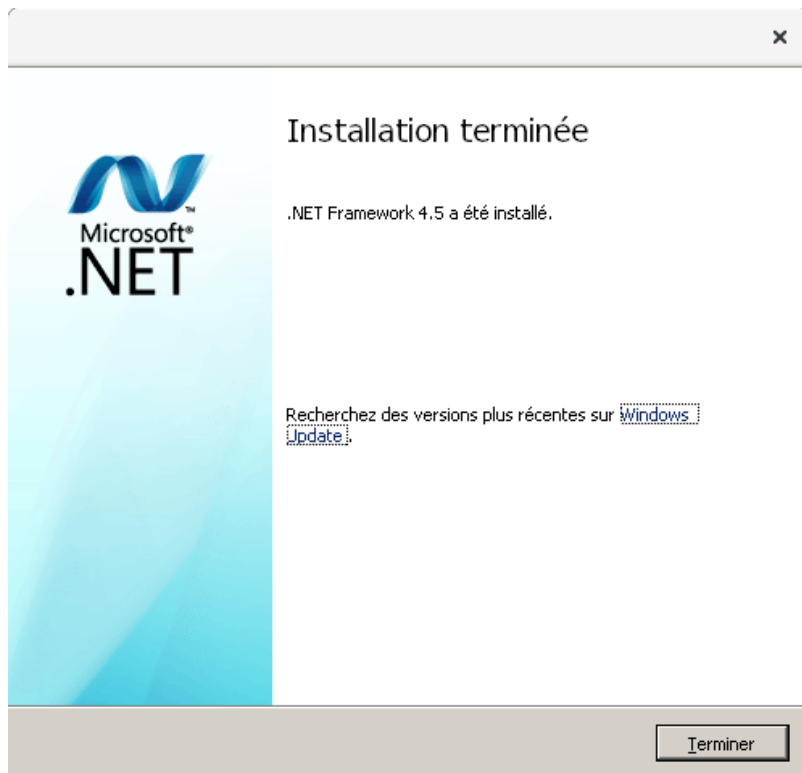 Installation terminée
Microsoft®
.NET
™
.NET Framework 4.5 a été installé.
Recherchez des versions plus récentes sur Windows
Update.
Terminer